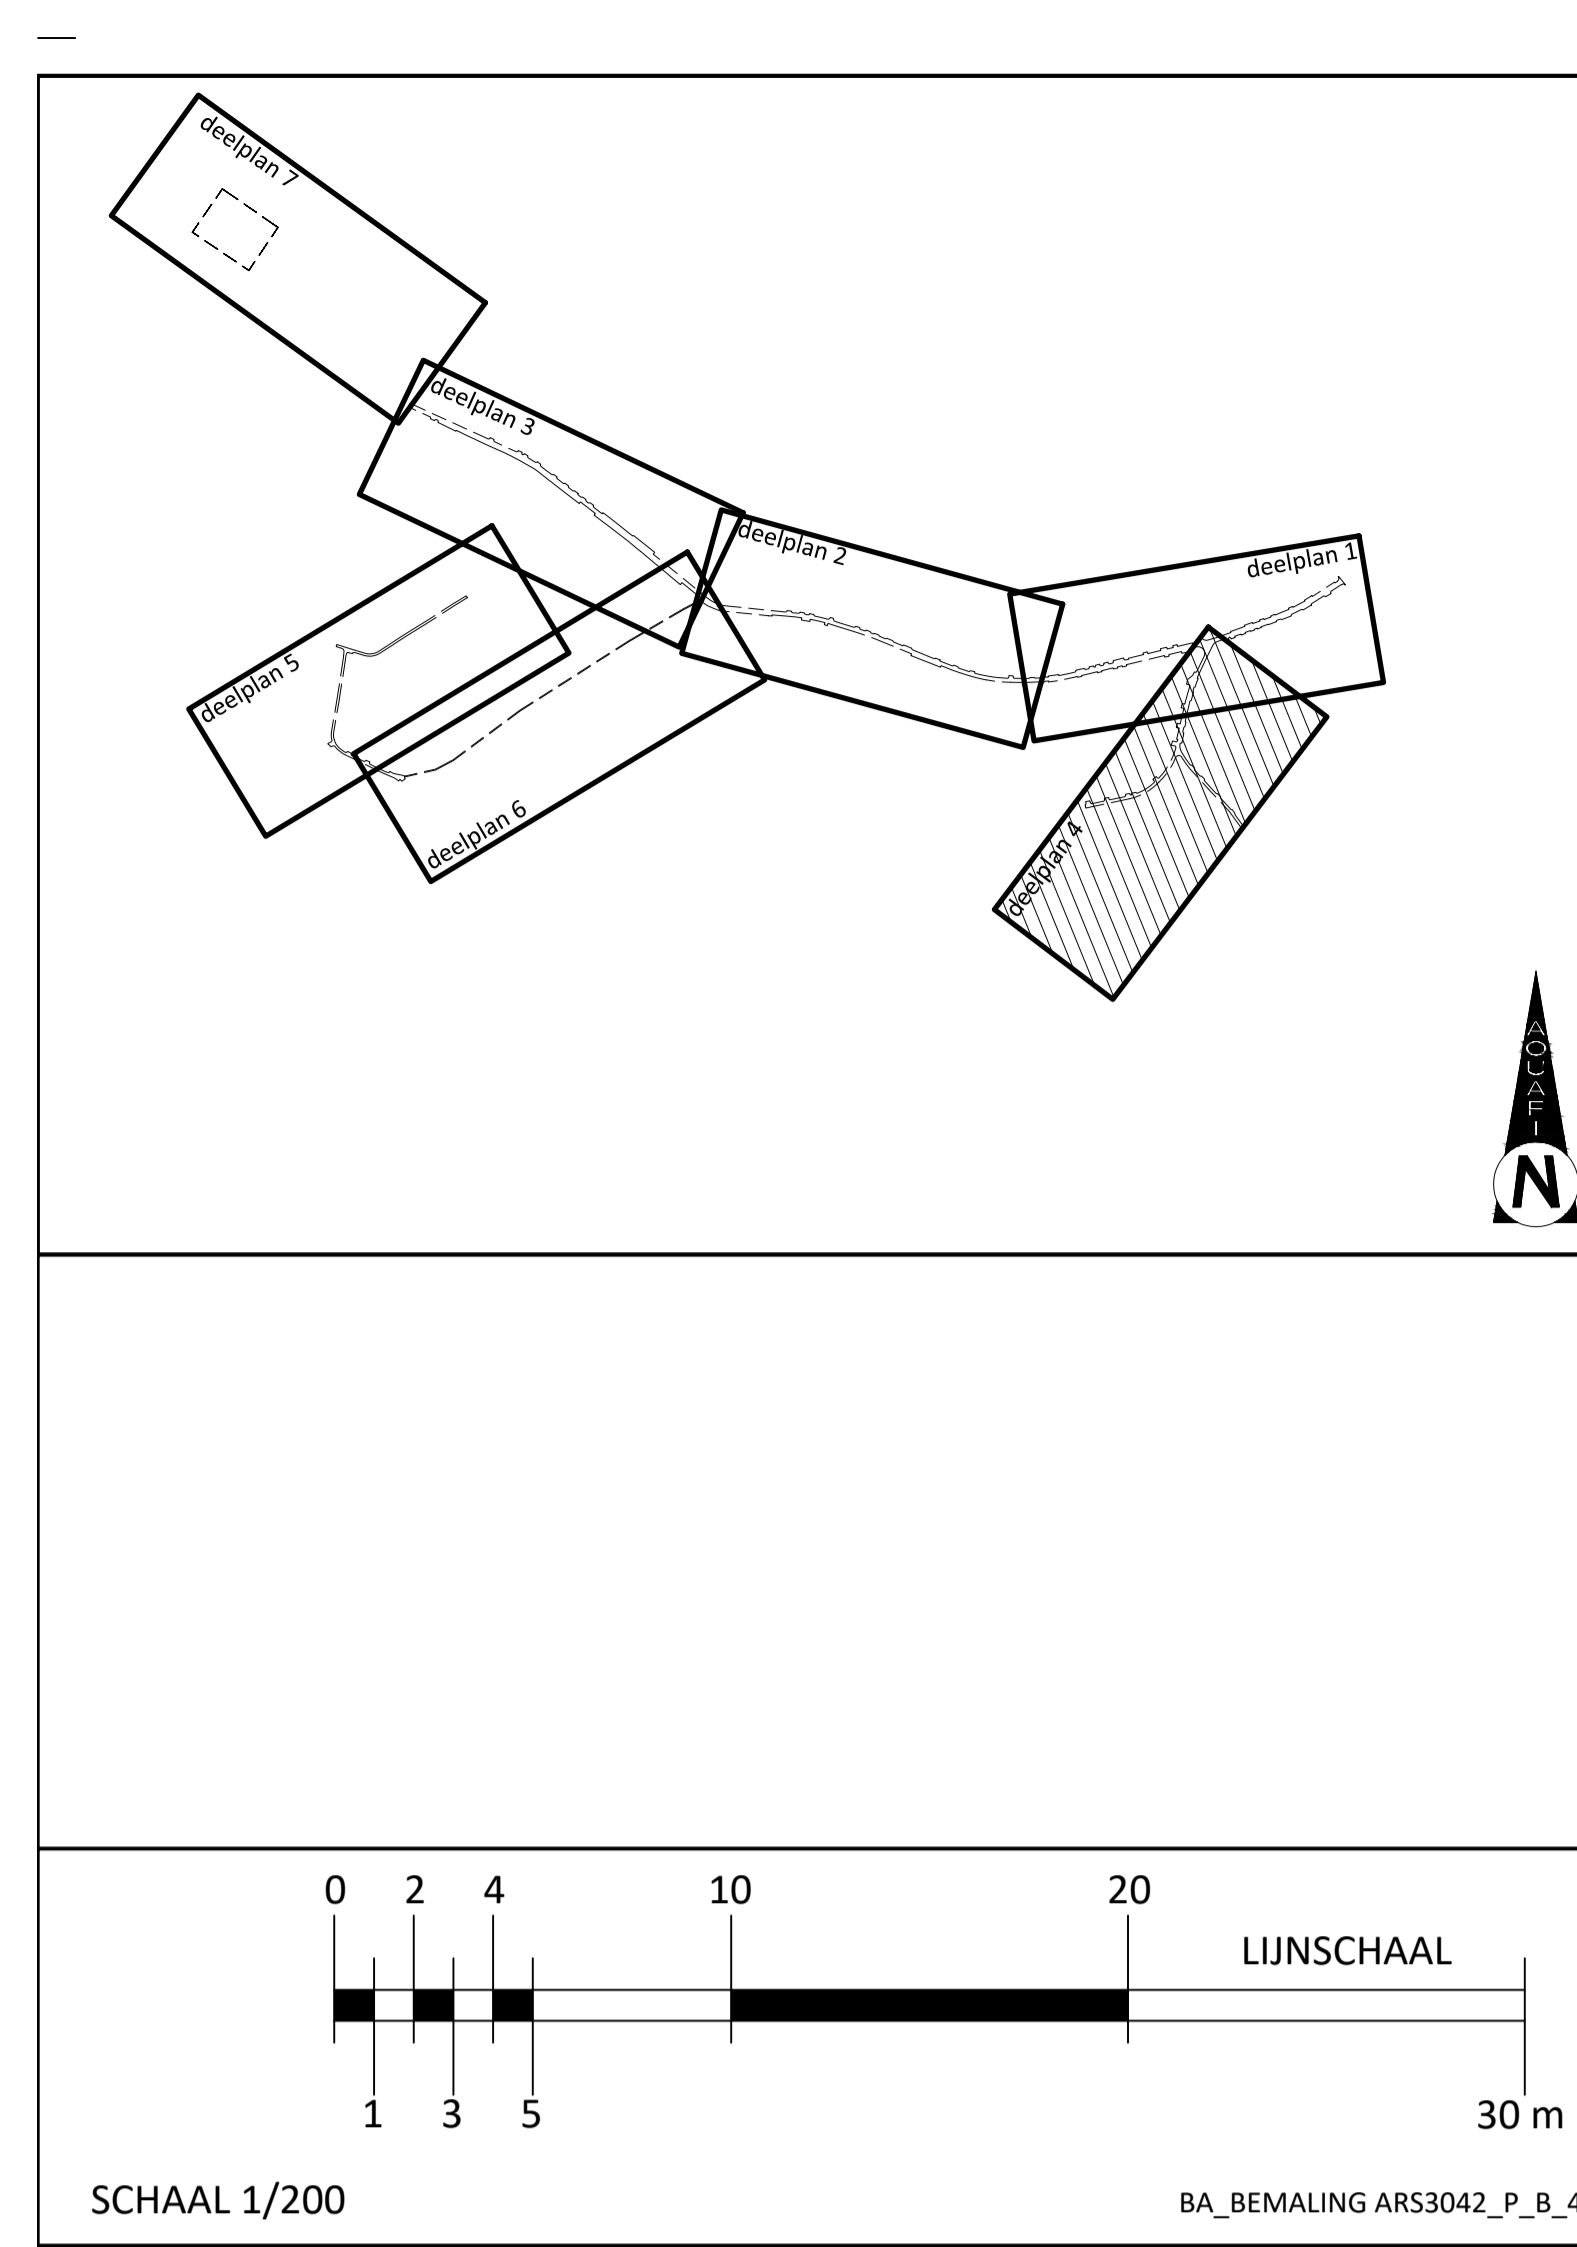 deelplan 7
deelplan 3
deelplan 2
deelplan 1
deelplan 5
deelplan 6
deelplan 4
AQUAFI
N
0 2 4 10 20
LIJNSCHAAL
1 3 5 30 m
SCHAAL 1/200
BA_BEMALING ARS3042_P_B_4